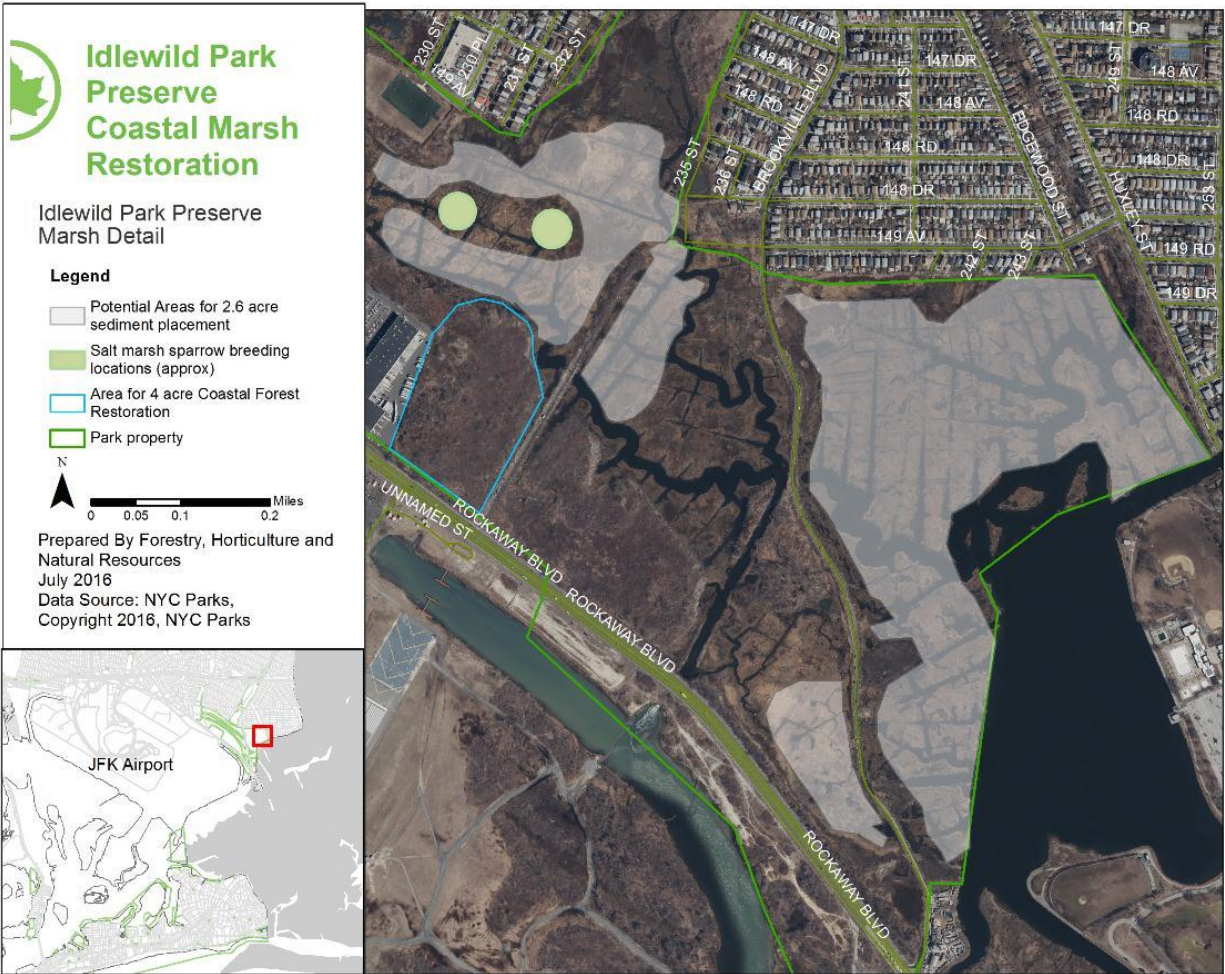 Idlewild Park
Preserve
Coastal Marsh
Restoration
Idlewild Park Preserve
Marsh Detail
Legend
Potential Areas for 2.6 acre
sediment placement
Salt marsh sparrow breeding
locations (approx)
Area for 4 acre Coastal Forest
Restoration
Park property
N
Miles
0 0.05 0.1 0.2
Prepared By Forestry, Horticulture and
Natural Resources
July 2016
Data Source: NYC Parks,
Copyright 2016, NYC Parks
JFK Airport
230 ST
230 PL
231 ST
232 ST
149 AV
147 DR
148 AV
148 RD
235 ST
236 ST
BROOKVILLE BLVD
241 ST
147 DR
148 AV
148 RD
148 DR
149 AV
242 ST
243 ST
EDGEWOOD ST
HUXLEY ST
249 ST
147 DR
148 AV
148 RD
148 DR
253 ST
149 RD
149 DR
UNNAMED ST
ROCKAWAY BLVD
ROCKAWAY BLVD
ROCKAWAY BLVD